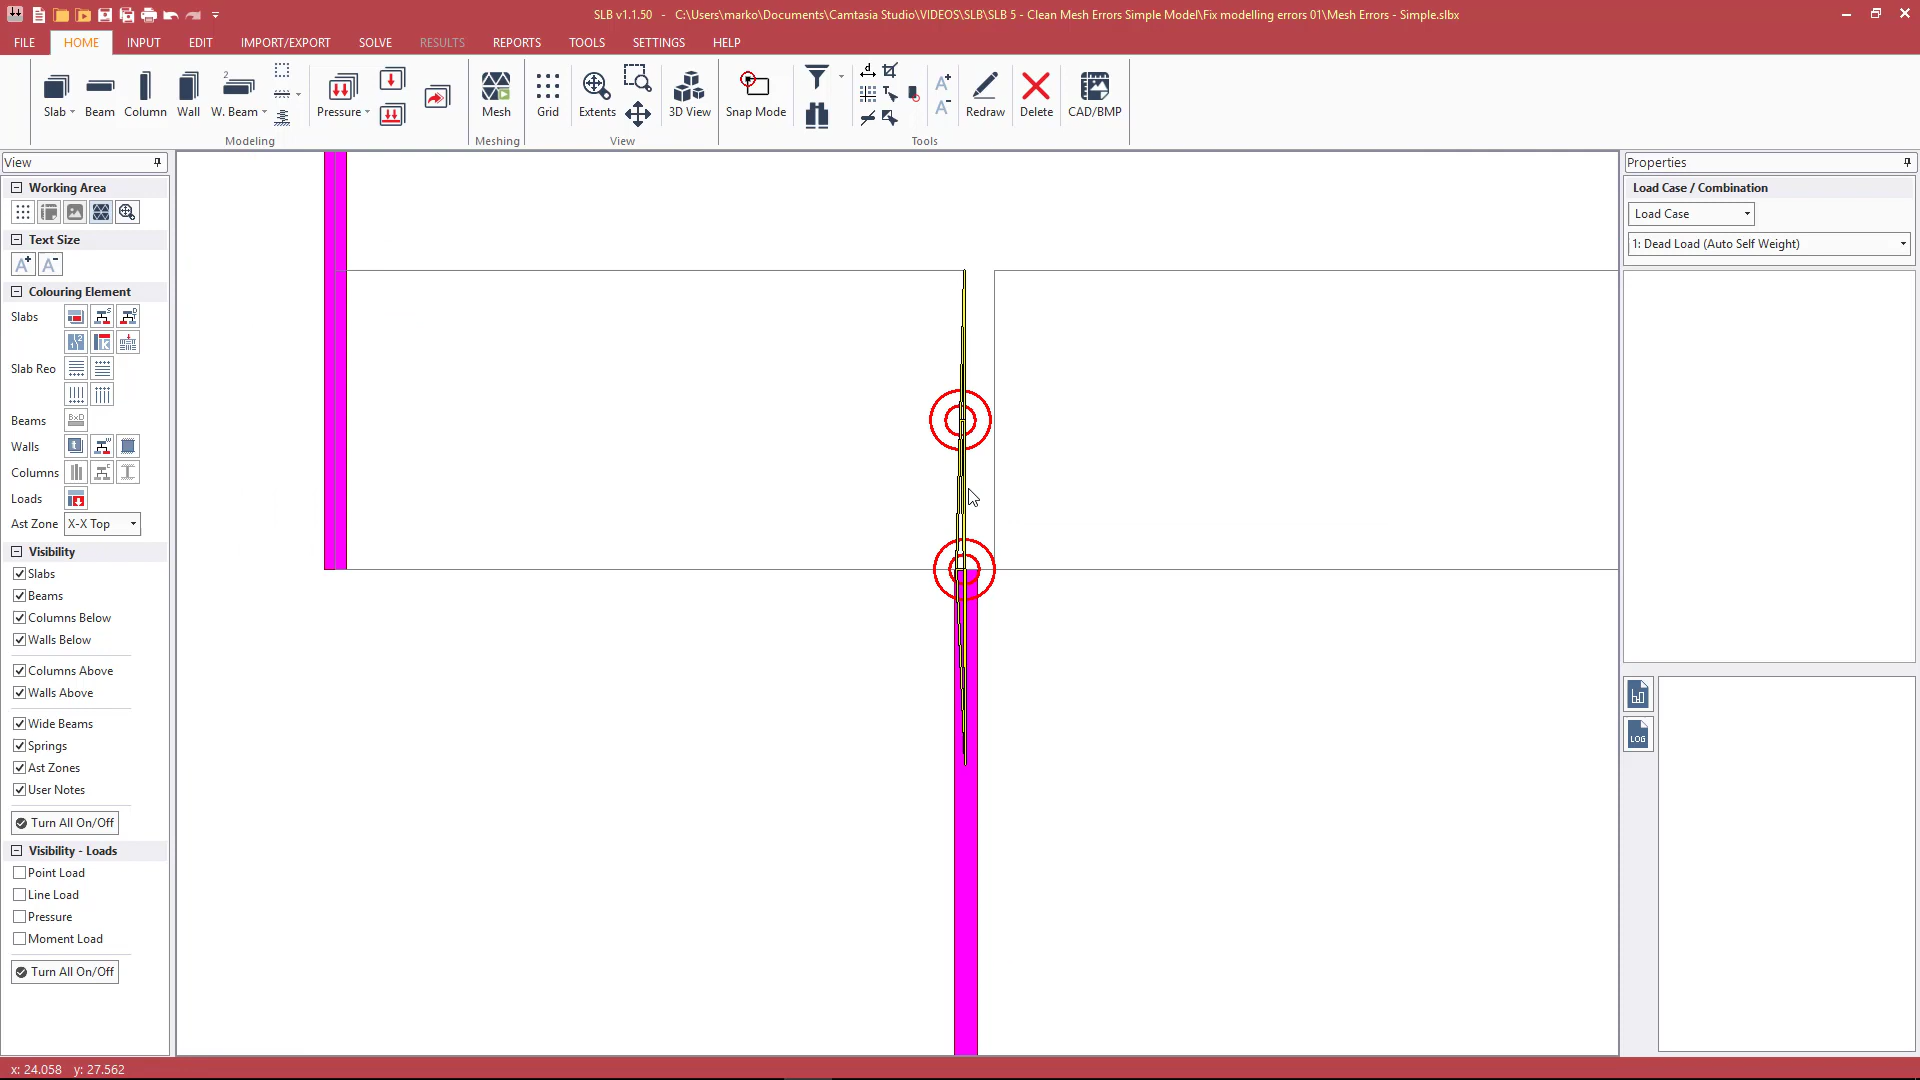 SLB v1.1.50 - C:\Users\marko\Documents\Camtasia Studio\VIDEOS\SLB\SLB 5 - Clean Mesh Errors Simple Model\Fix modelling errors 01\Mesh Errors - Simple.slbx
FILE HOME INPUT EDIT IMPORT/EXPORT SOLVE RESULTS REPORTS TOOLS SETTINGS HELP
Slab Beam Column Wall W. Beam Pressure Mesh Grid Extents 3D View Snap Mode Redraw Delete CAD/BMP
Modeling Meshing View Tools
View
Working Area
Text Size
Colouring Element
Slabs
Slab Reo
Beams
Walls
Columns
Loads
Ast Zone X-X Top
Visibility
Slabs
Beams
Columns Below
Walls Below
Columns Above
Walls Above
Wide Beams
Springs
Ast Zones
User Notes
Turn All On/Off
Visibility - Loads
Point Load
Line Load
Pressure
Moment Load
Turn All On/Off
Properties
Load Case / Combination
Load Case
1: Dead Load (Auto Self Weight)
LOG
x: 24.058 y: 27.562